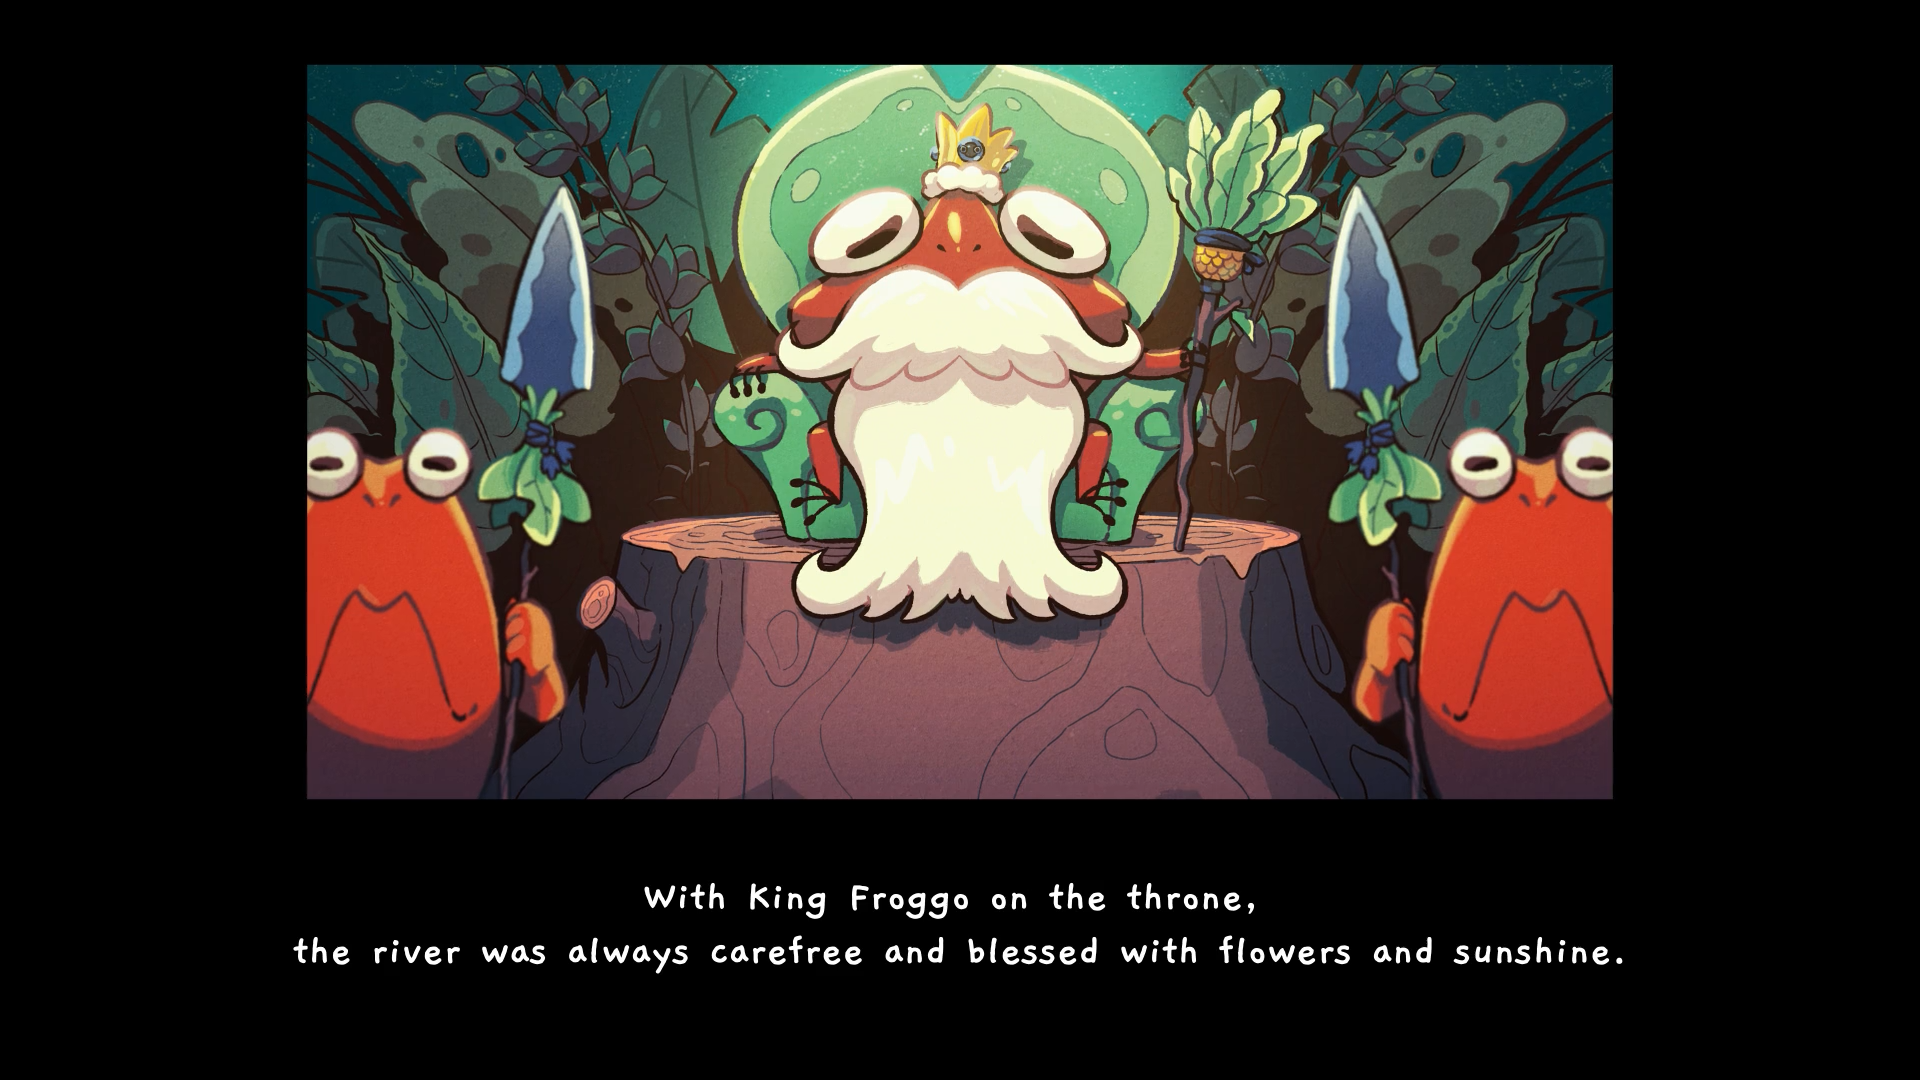 With King Froggo on the throne,
the river was always carefree and blessed with flowers and sunshine.